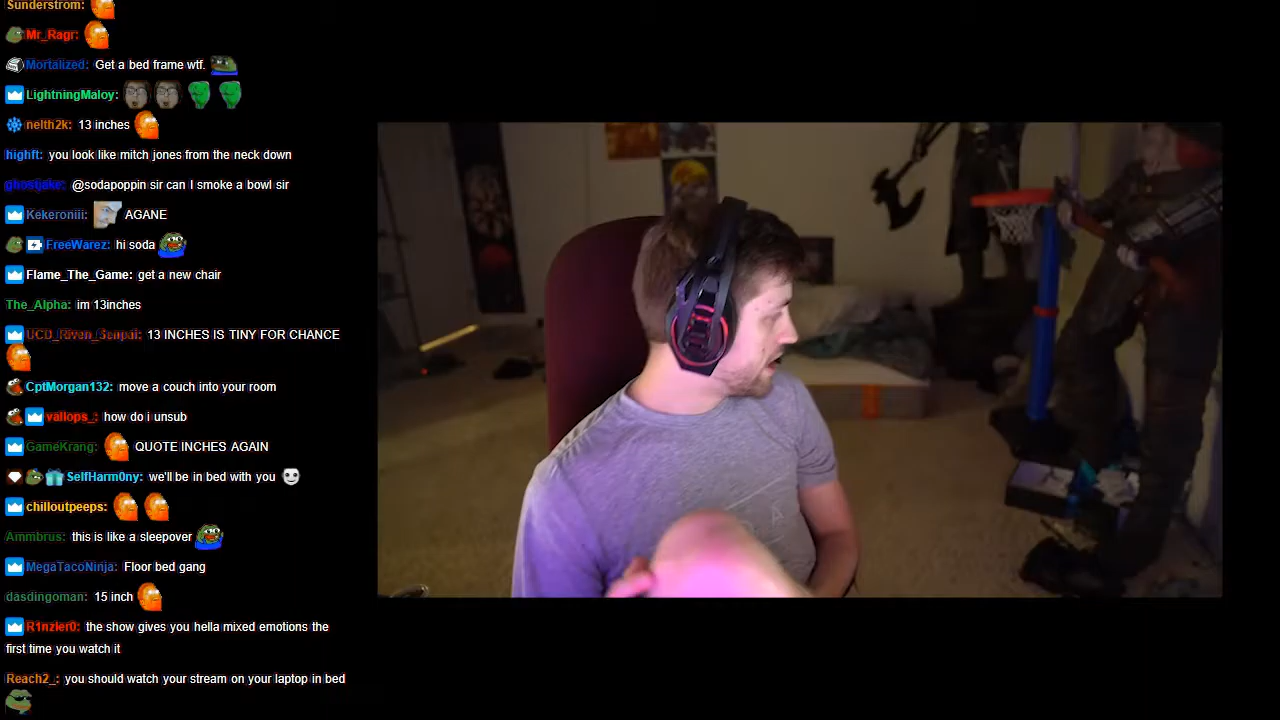 Sunderstrom:
Mr_Ragr:
Mortalized: Get a bed frame wtf.
LightningMaloy:
nelth2k: 13 inches
highft: you look like mitch jones from the neck down
ghostjake: @sodapoppin sir can I smoke a bowl sir
Kekeroniii: AGANE
FreeWarez: hi soda
Flame_The_Game: get a new chair
The_Alpha: im 13inches
UCD_Riven_Senpai: 13 INCHES IS TINY FOR CHANCE
CptMorgan132: move a couch into your room
vallops_: how do i unsub
GameKrang: QUOTE INCHES AGAIN
SelfHarm0ny: we'll be in bed with you
chilloutpeeps:
Ammbrus: this is like a sleepover
MegaTacoNinja: Floor bed gang
dasdingoman: 15 inch
R1nzler0: the show gives you hella mixed emotions the
first time you watch it
Reach2_: you should watch your stream on your laptop in bed